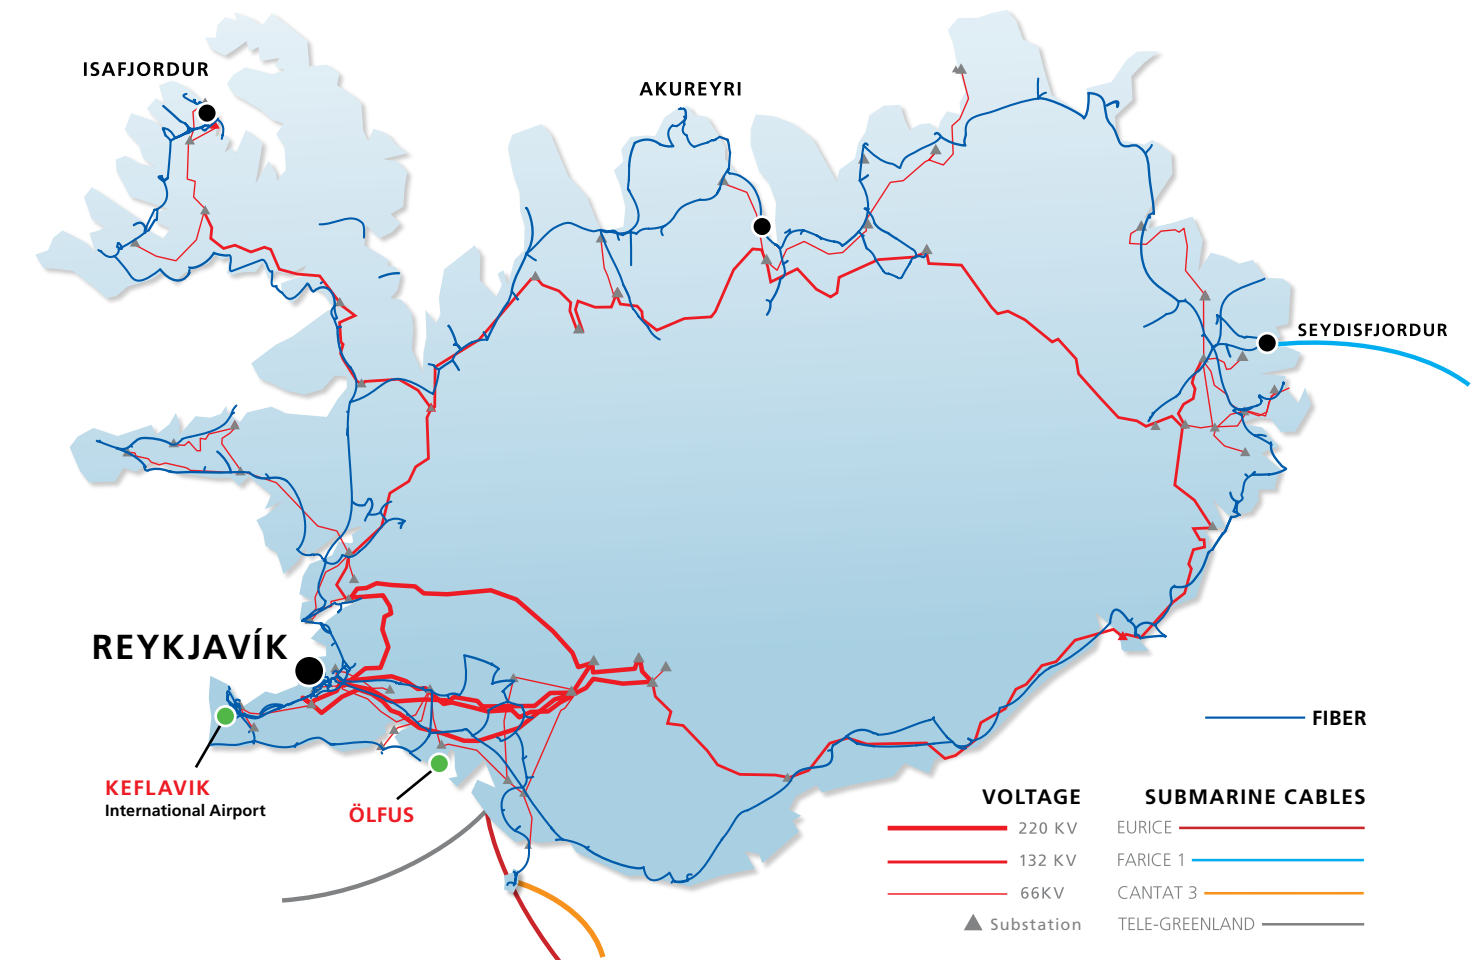 ISAFJORDUR
AKUREYRI
SEYDISFJORDUR
REYKJAVÍK
KEFLAVIK
International Airport
ÖLFUS
FIBER
VOLTAGE
220 KV
132 KV
66KV
Substation
SUBMARINE CABLES
EURICE
FARICE 1
CANTAT 3
TELE-GREENLAND